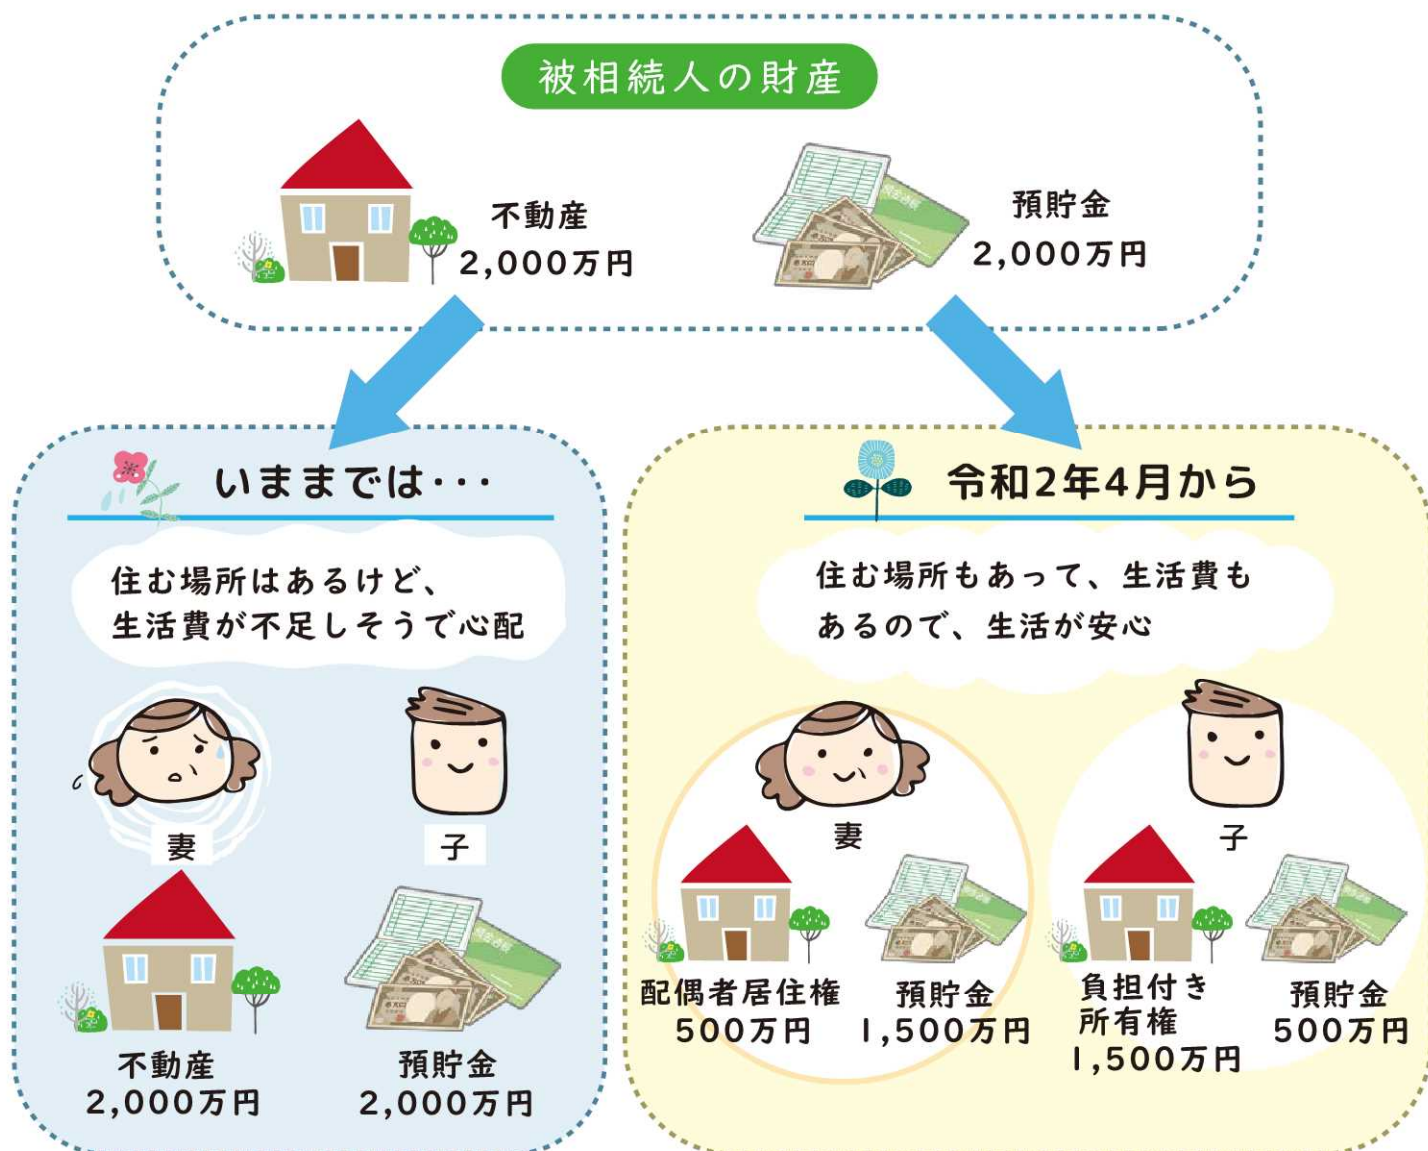 被相続人の財産
不動産
2,000万円
預貯金
2,000万円
いままでは･･･
住む場所はあるけど、
生活費が不足しそうで心配
妻
子
不動産
2,000万円
預貯金
2,000万円
令和2年4月から
住む場所もあって、生活費も
あるので、生活が安心
妻
子
配偶者居住権
500万円
預貯金
1,500万円
負担付き
所有権
1,500万円
預貯金
500万円